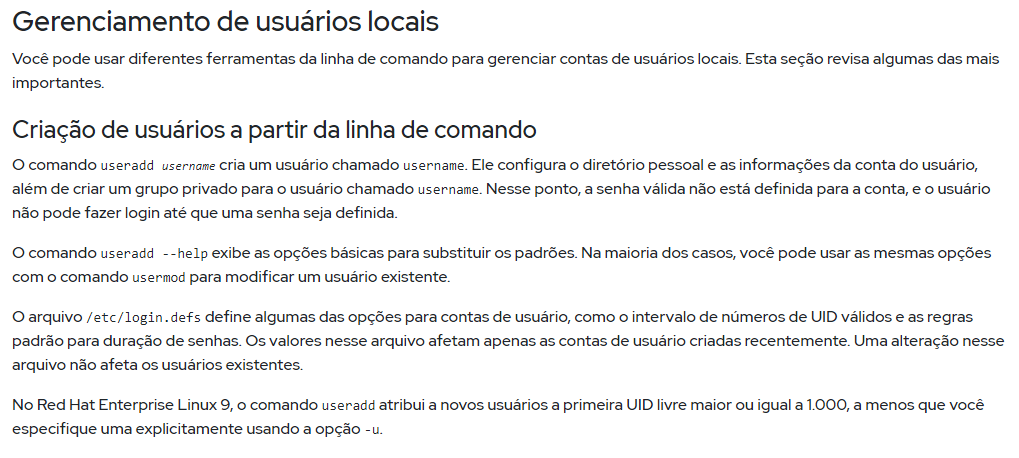 Gerenciamento de usuários locais
Você pode usar diferentes ferramentas da linha de comando para gerenciar contas de usuários locais. Esta seção revisa algumas das mais
importantes.
Criação de usuários a partir da linha de comando
O comando useradd username cria um usuário chamado username. Ele configura o diretório pessoal e as informações da conta do usuário,
além de criar um grupo privado para o usuário chamado username. Nesse ponto, a senha válida não está definida para a conta, e o usuário
não pode fazer login até que uma senha seja definida.
O comando useradd --help exibe as opções básicas para substituir os padrões. Na maioria dos casos, você pode usar as mesmas opções
com o comando usermod para modificar um usuário existente.
O arquivo /etc/login.defs define algumas das opções para contas de usuário, como o intervalo de números de UID válidos e as regras
padrão para duração de senhas. Os valores nesse arquivo afetam apenas as contas de usuário criadas recentemente. Uma alteração nesse
arquivo não afeta os usuários existentes.
No Red Hat Enterprise Linux 9, o comando useradd atribui a novos usuários a primeira UID livre maior ou igual a 1.000, a menos que você
especifique uma explicitamente usando a opção -u.